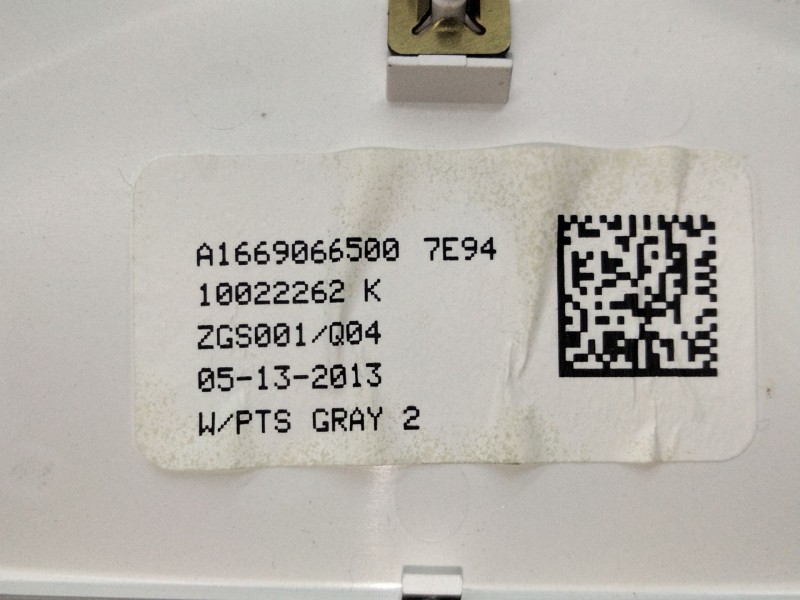 A1669066500 7E94
10022262 K
ZGS001/Q04
05-13-2013
W/PTS GRAY 2